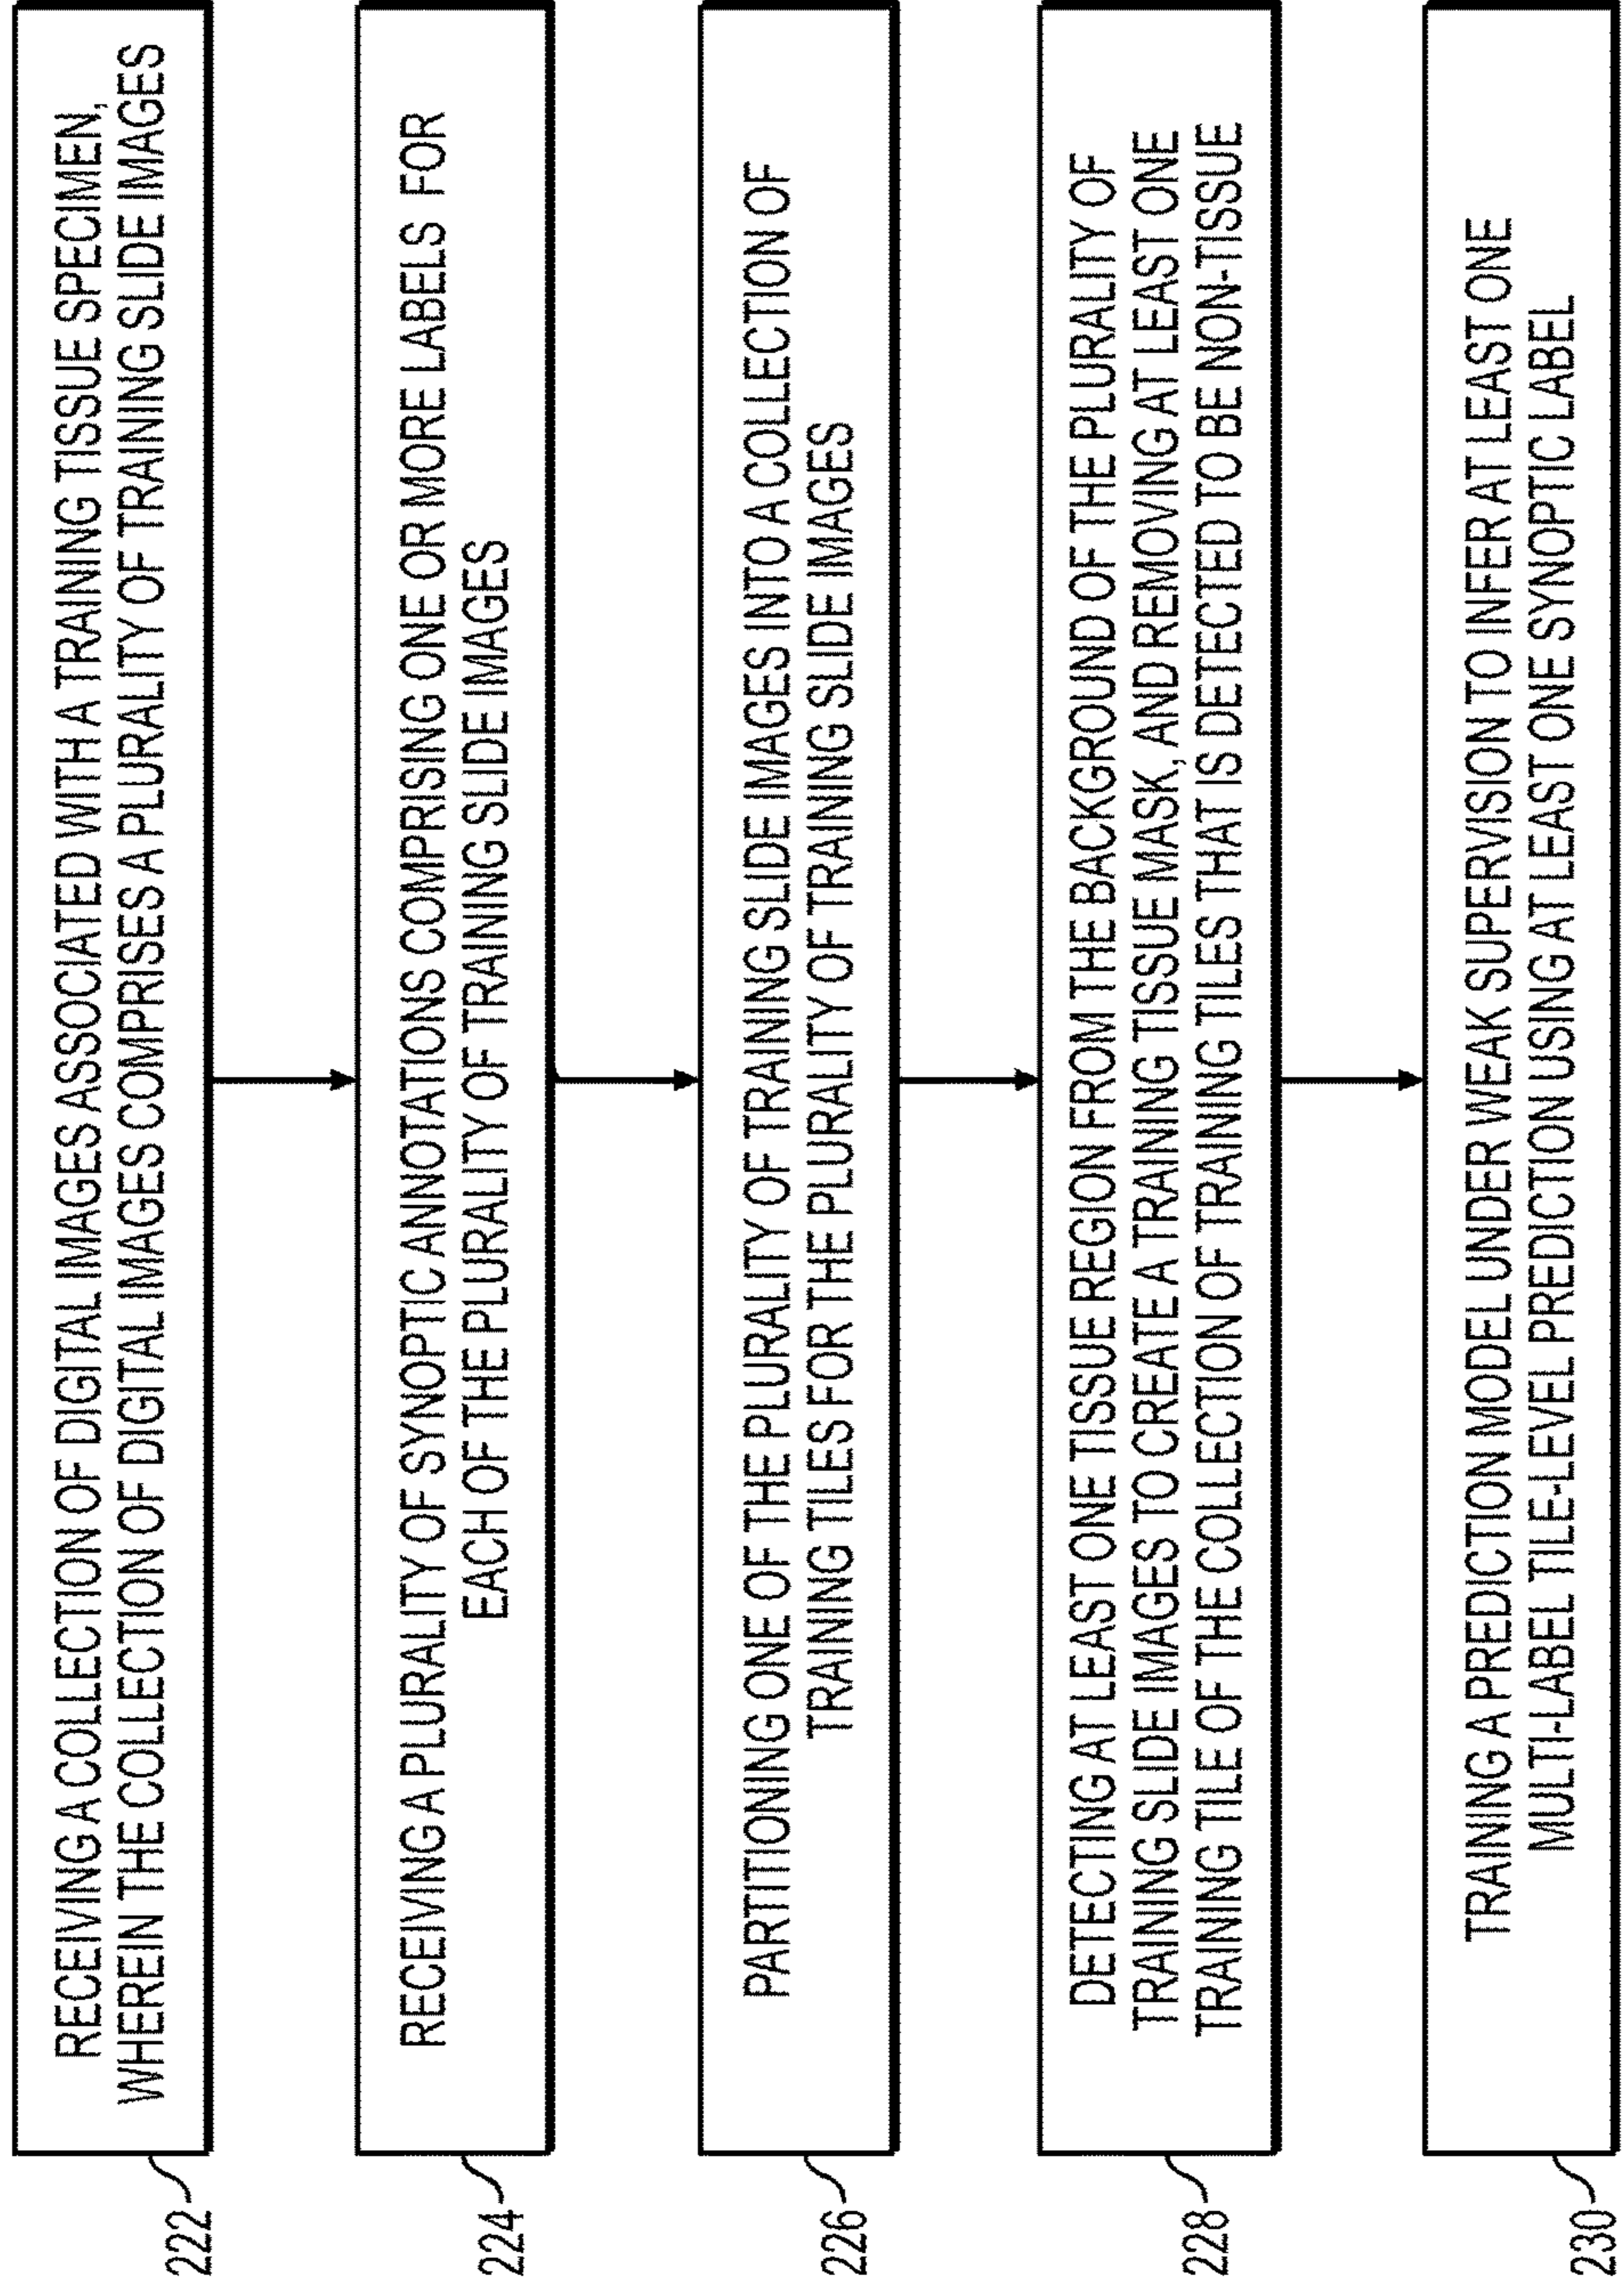 RECEIVING A COLLECTION OF DIGITAL IMAGES ASSOCIATED WITH A TRAINING TISSUE SPECIMEN,
WHEREIN THE COLLECTION OF DIGITAL IMAGES COMPRISES A PLURALITY OF TRAINING SLIDE IMAGES
222
RECEIVING A PLURALITY OF SYNOPTIC ANNOTATIONS COMPRISING ONE OR MORE LABELS FOR
EACH OF THE PLURALITY OF TRAINING SLIDE IMAGES
224
PARTITIONING ONE OF THE PLURALITY OF TRAINING SLIDE IMAGES INTO A COLLECTION OF
TRAINING TILES FOR THE PLURALITY OF TRAINING SLIDE IMAGES
226
DETECTING AT LEAST ONE TISSUE REGION FROM THE BACKGROUND OF THE PLURALITY OF
TRAINING SLIDE IMAGES TO CREATE A TRAINING TISSUE MASK, AND REMOVING AT LEAST ONE
TRAINING TILE OF THE COLLECTION OF TRAINING TILES THAT IS DETECTED TO BE NON-TISSUE
228
TRAINING A PREDICTION MODEL UNDER WEAK SUPERVISION TO INFER AT LEAST ONE
MULTI-LABEL TILE-LEVEL PREDICTION USING AT LEAST ONE SYNOPTIC LABEL
230